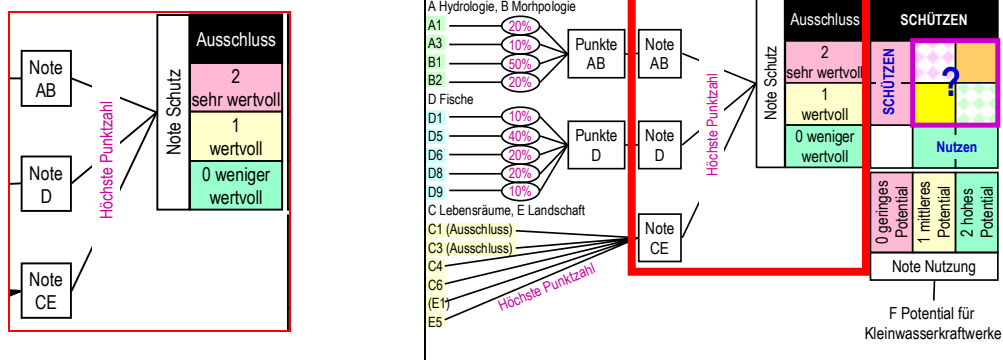 Note
AB
Note
D
Note
CE
Höchste Punktzahl
Note Schutz
Ausschluss
2
sehr wertvoll
1
wertvoll
0 weniger
wertvoll
A Hydrologie, B Morhpologie
A1
20%
A3
10%
B1
50%
B2
20%
Punkte
AB
Note
AB
D Fische
D1
10%
D5
40%
D6
20%
D8
20%
D9
10%
Punkte
D
Note
D
C Lebensräume, E Landschaft
C1 (Ausschluss)
C3 (Ausschluss)
C4
C6
(E1)
E5
Höchste Punktzahl
Note
CE
Höchste Punktzahl
Note Schutz
Ausschluss
2
sehr wertvoll
1
wertvoll
0 weniger
wertvoll
SCHÜTZEN
SCHÜTZEN
?
Nutzen
0 geringes
Potential
1 mittleres
Potential
2 hohes
Potential
Note Nutzung
F Potential für
Kleinwasserkraftwerke